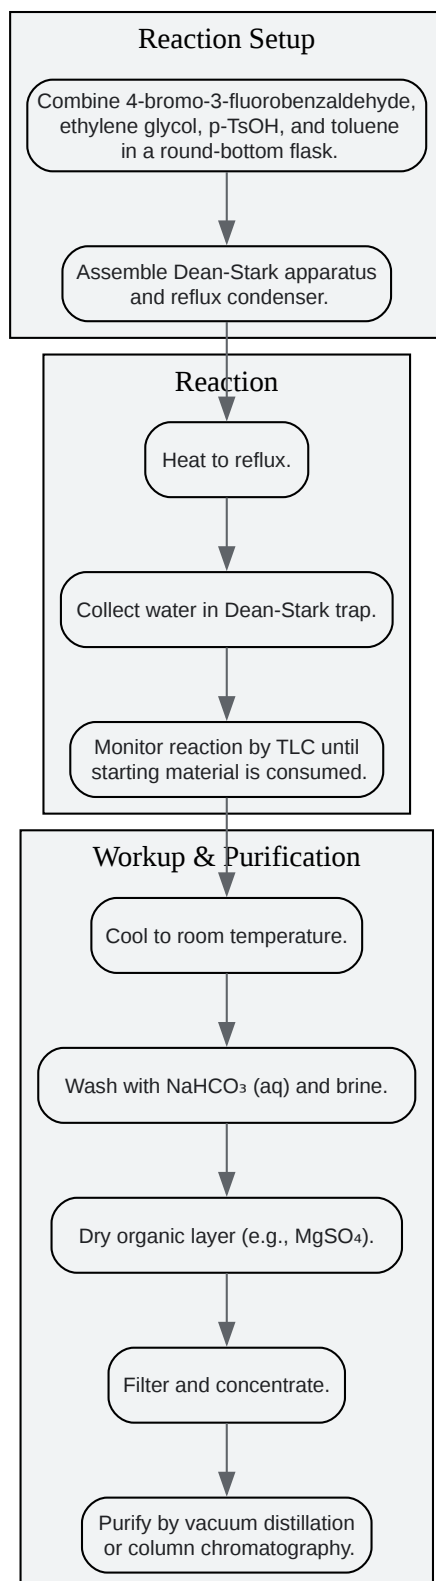 Reaction Setup
Combine 4-bromo-3-fluorobenzaldehyde,
ethylene glycol, p-TsOH, and toluene
in a round-bottom flask.
Assemble Dean-Stark apparatus
and reflux condenser.
Reaction
Heat to reflux.
Collect water in Dean-Stark trap.
Monitor reaction by TLC until
starting material is consumed.
Workup & Purification
Cool to room temperature.
Wash with NaHCO₃ (aq) and brine.
Dry organic layer (e.g., MgSO₄).
Filter and concentrate.
Purify by vacuum distillation
or column chromatography.